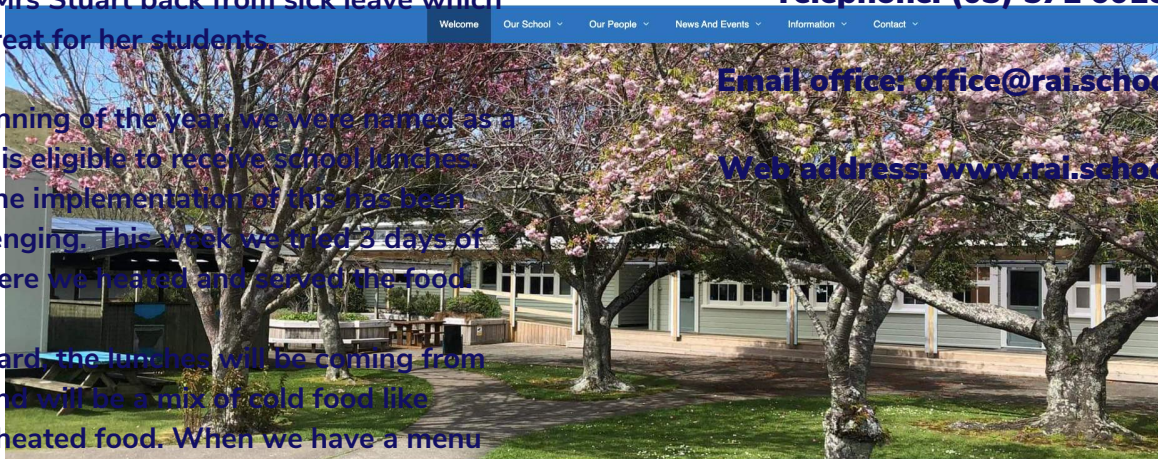 Mrs Stuart back from sick leave which
reat for her students.
nning of the year, we were named as a
is eligible to receive school lunches.
he implementation of this has been
enging. This week we tried 3 days of
ere we heated and served the food.
ard, the lunches will be coming from
nd will be a mix of cold food like
heated food. When we have a menu
Telephone: (03) 571 6020
Welcome Our School Our People News And Events Information Contact
Email office: office@rai.schoo
Web address: www.rai.schoo